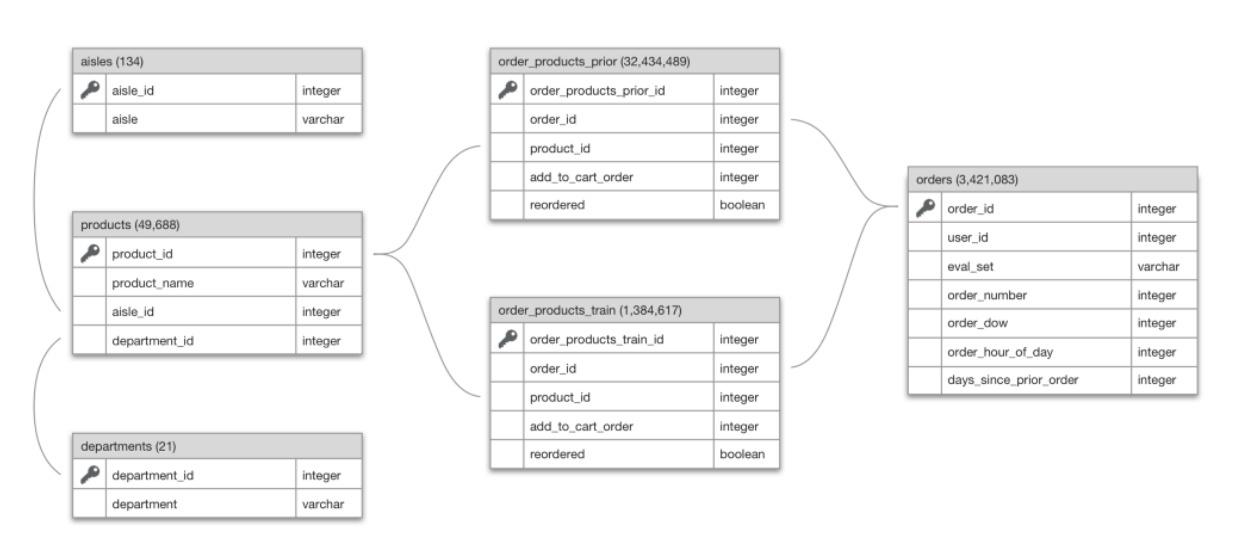 aisles (134)
aisle_id integer
aisle varchar
products (49,688)
product_id integer
product_name varchar
aisle_id integer
department_id integer
departments (21)
department_id integer
department varchar
order_products_prior (32,434,489)
order_products_prior_id integer
order_id integer
product_id integer
add_to_cart_order integer
reordered boolean
order_products_train (1,384,617)
order_products_train_id integer
order_id integer
product_id integer
add_to_cart_order integer
reordered boolean
orders (3,421,083)
order_id integer
user_id integer
eval_set varchar
order_number integer
order_dow integer
order_hour_of_day integer
days_since_prior_order integer